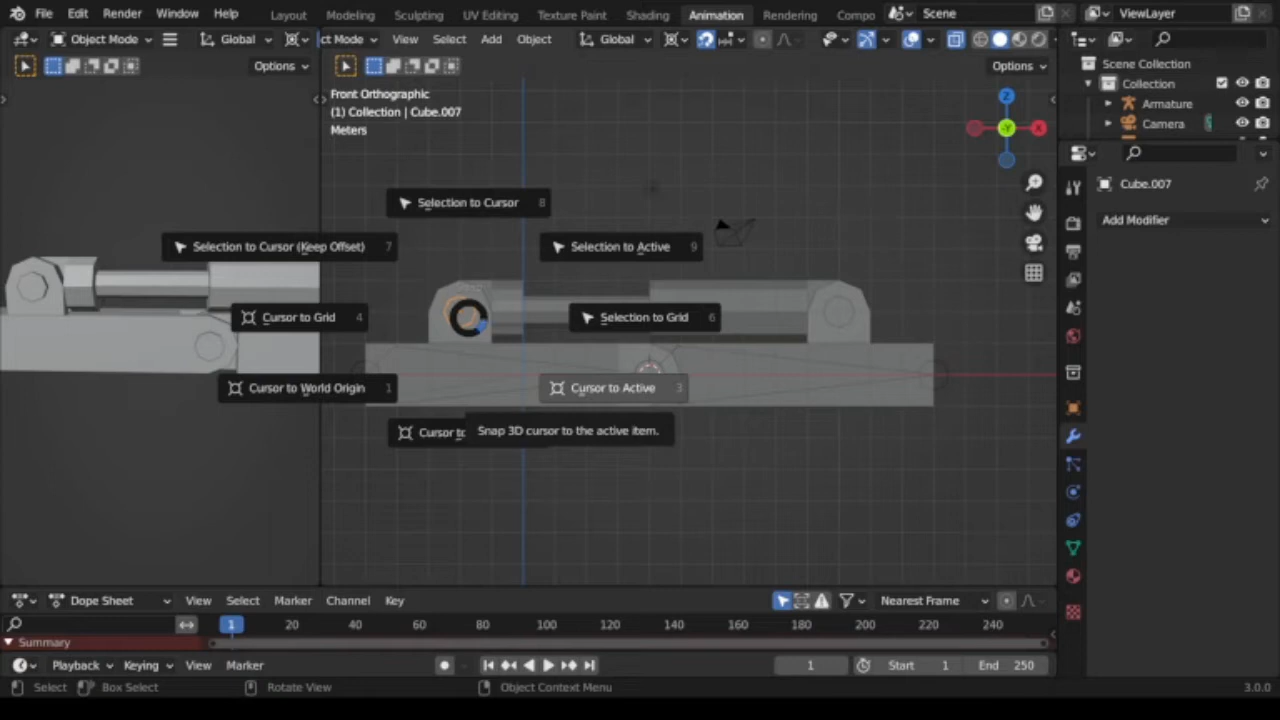 File Edit Render Window Help Layout Modeling Sculpting UV Editing Texture Paint Shading Animation Rendering Compo Scene ViewLayer
Object Mode Global ct Mode View Select Add Object Global
Options Options
Front Orthographic
(1) Collection | Cube.007
Meters
Scene Collection
Collection
Armature
Camera
Cube.007
Add Modifier
Z
-Y X
Selection to Cursor 8
Selection to Cursor (Keep Offset) 7 Selection to Active 9
Cursor to Grid 4 Selection to Grid 6
Cursor to World Origin 1 Cursor to Active 3
Cursor to Snap 3D cursor to the active item.
Dope Sheet View Select Marker Channel Key Nearest Frame
1 20 40 60 80 100 120 140 160 180 200 220 240
Summary
Playback Keying View Marker 1 Start 1 End 250
Select Box Select Rotate View Object Context Menu 3.0.0